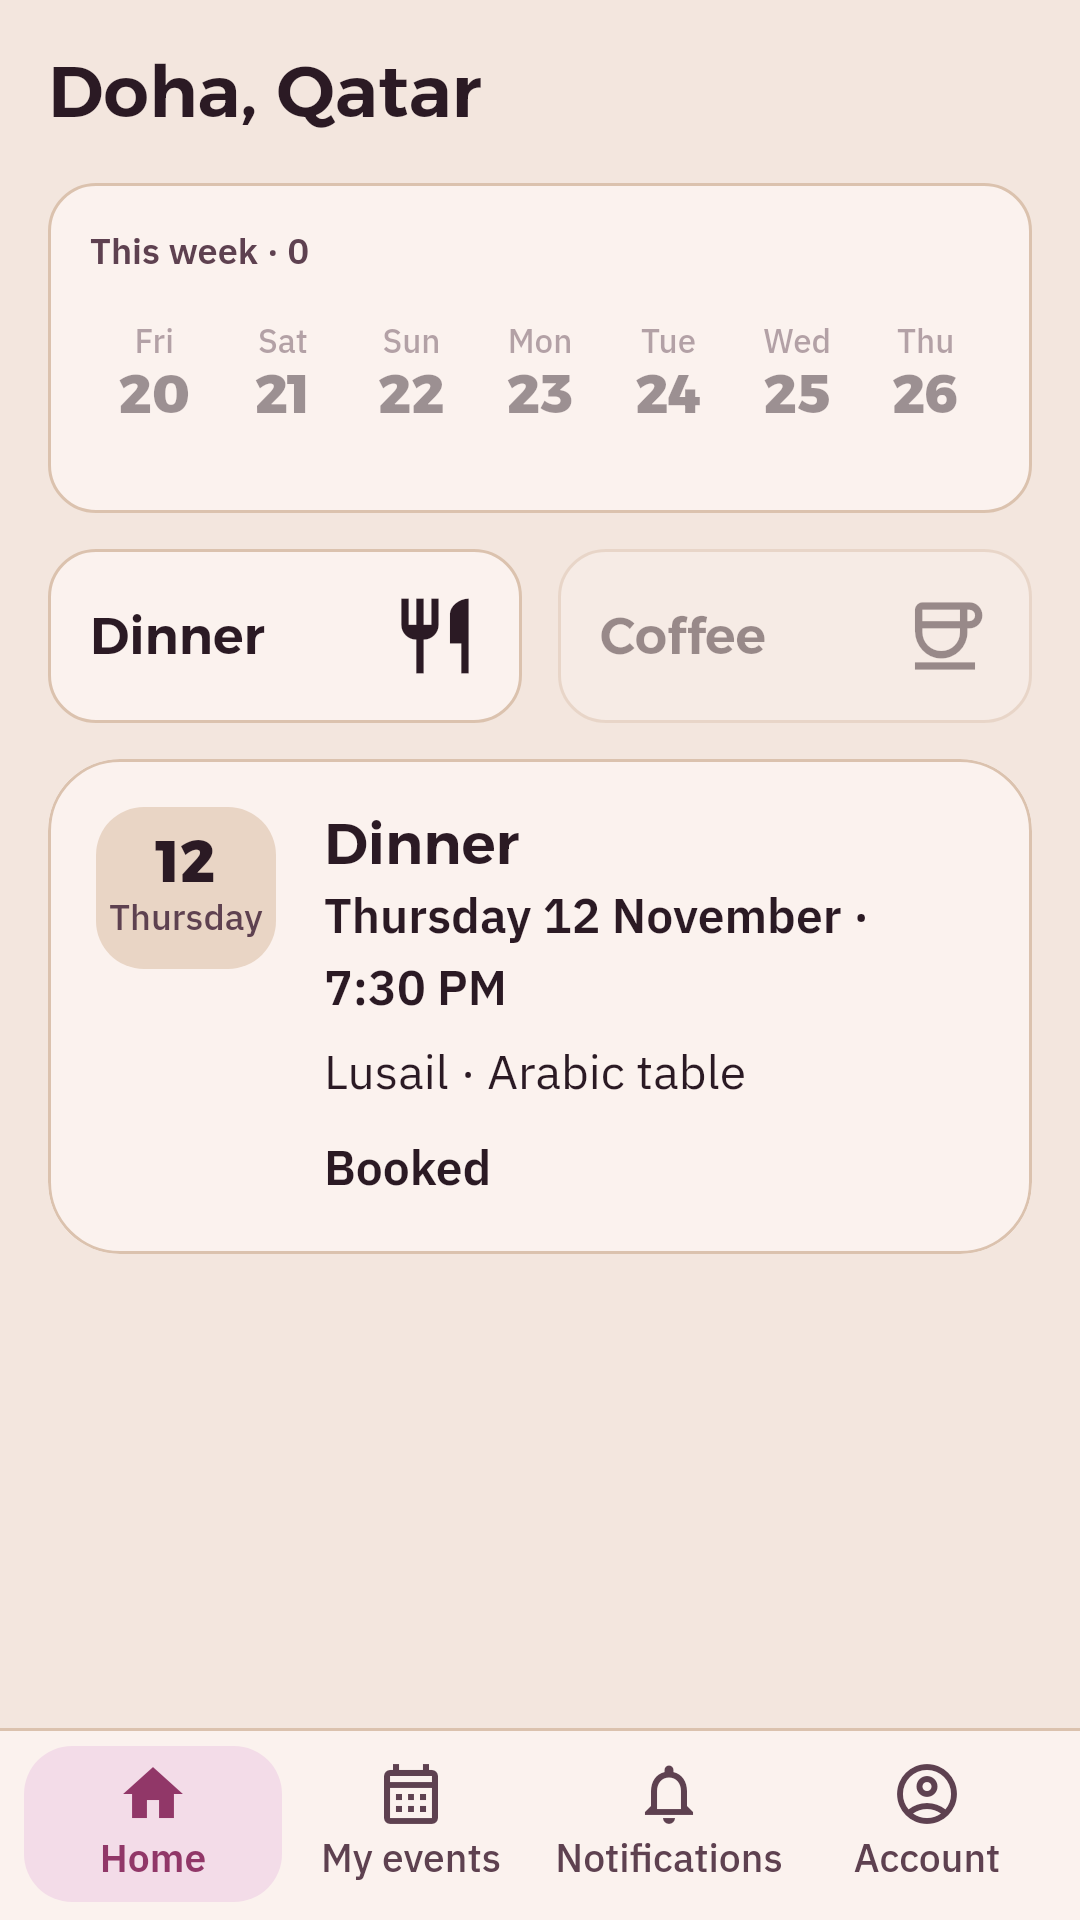 Doha, Qatar
This week · 0
Fri Sat Sun Mon Tue Wed Thu
20 21 22 23 24 25 26
Dinner
Coffee
12
Thursday
Dinner
Thursday 12 November ·
7:30 PM
Lusail · Arabic table
Booked
Home
My events
Notifications
Account